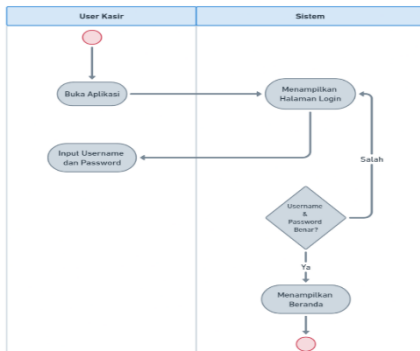 User Kasir
Sistem
Buka Aplikasi
Menampilkan
Halaman Login
Input Username
dan Password
Salah
Username
&
Password
Benar?
Ya
Menampilkan
Beranda